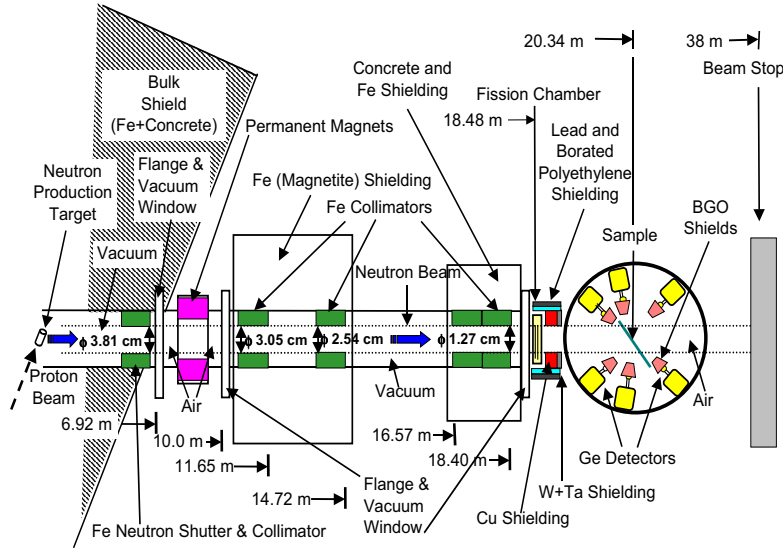 20.34 m
38 m
Beam Stop
Concrete and
Fe Shielding
Bulk
Shield
(Fe+Concrete)
Fission Chamber
18.48 m
Permanent Magnets
Lead and
Borated
Polyethylene
Shielding
Neutron
Production
Target
Flange &
Vacuum
Window
Fe (Magnetite) Shielding
BGO
Shields
Fe Collimators
Sample
Vacuum
Neutron Beam
ϕ 3.81 cm
ϕ 3.05 cm
ϕ 2.54 cm
ϕ 1.27 cm
Proton
Beam
Air
Vacuum
Air
6.92 m
10.0 m
11.65 m
14.72 m
16.57 m
18.40 m
Ge Detectors
Flange &
Vacuum
Window
W+Ta Shielding
Cu Shielding
Fe Neutron Shutter & Collimator